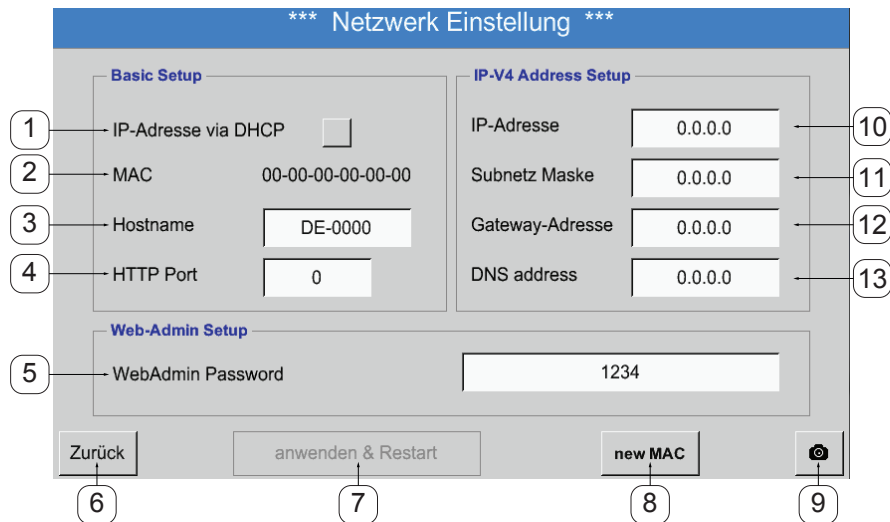 *** Netzwerk Einstellung ***
Basic Setup
1 IP-Adresse via DHCP
2 MAC 00-00-00-00-00-00
3 Hostname DE-0000
4 HTTP Port 0
IP-V4 Address Setup
IP-Adresse 0.0.0.0 10
Subnetz Maske 0.0.0.0 11
Gateway-Adresse 0.0.0.0 12
DNS address 0.0.0.0 13
Web-Admin Setup
5 WebAdmin Password 1234
Zurück anwenden & Restart new MAC
6 7 8 9